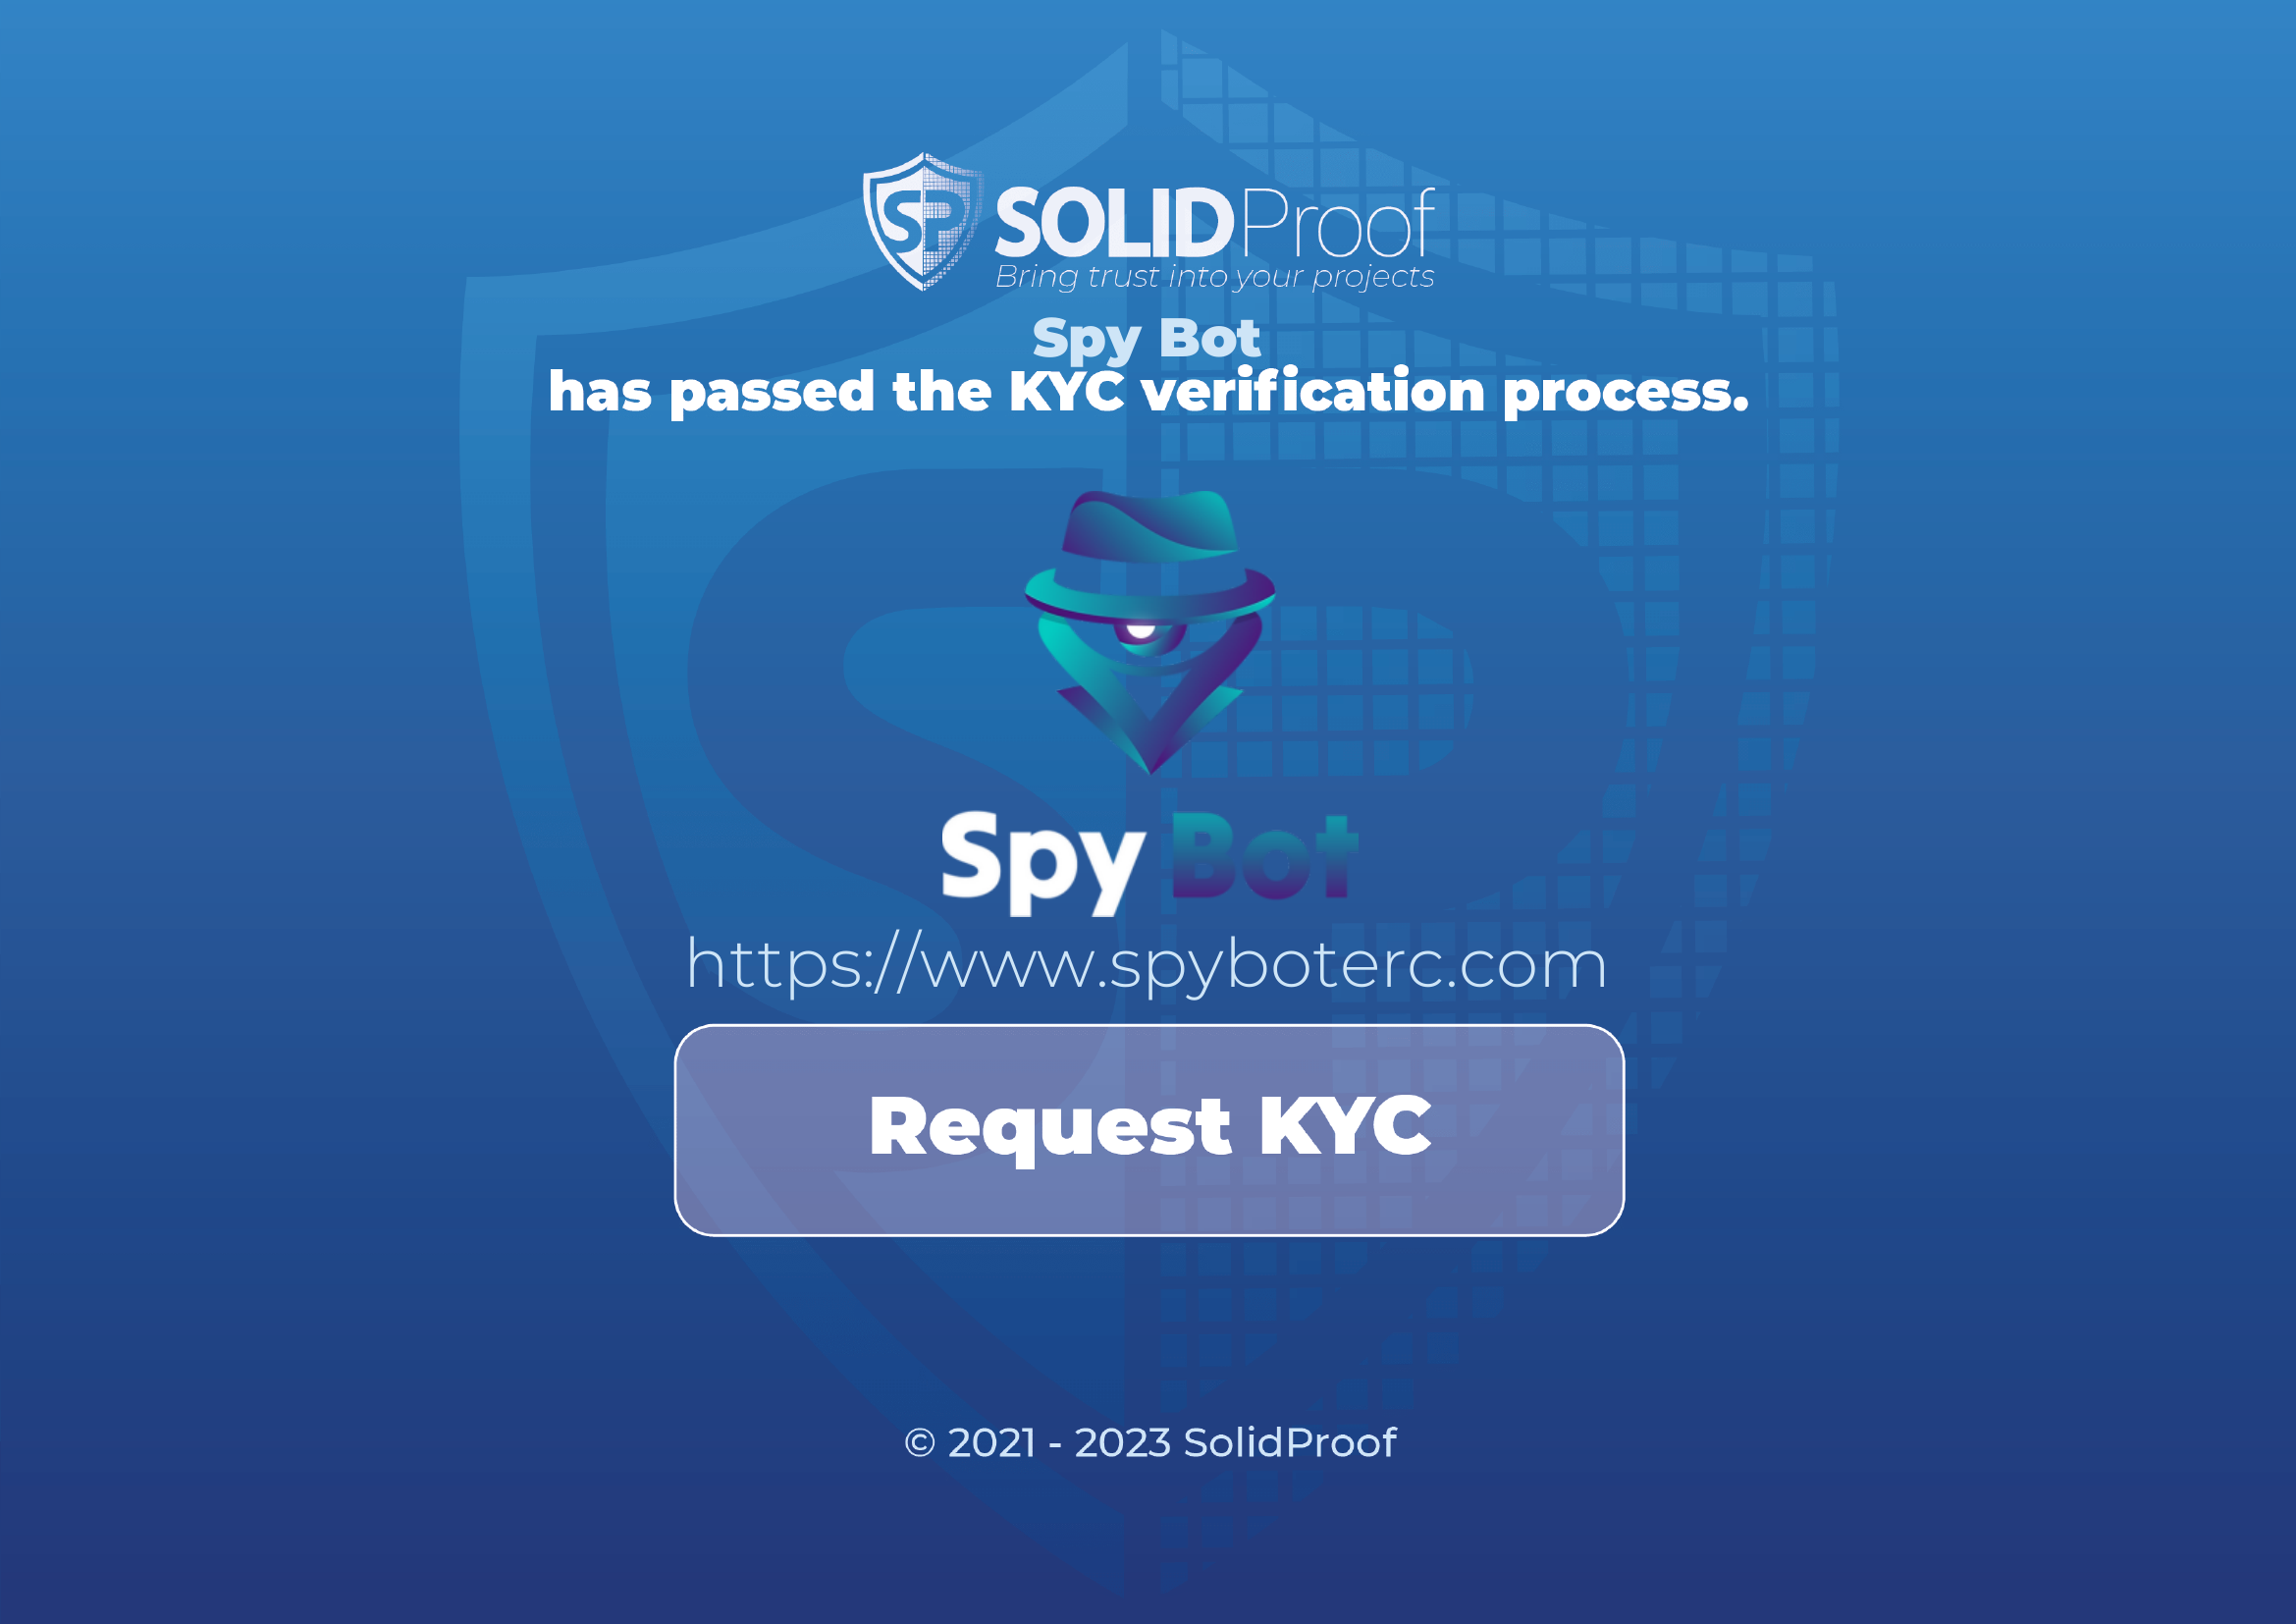 SP SOLIDProof
Bring trust into your projects
Spy Bot
has passed the KYC verification process.
Spy Bot
https://www.spyboterc.com
Request KYC
© 2021 - 2023 SolidProof